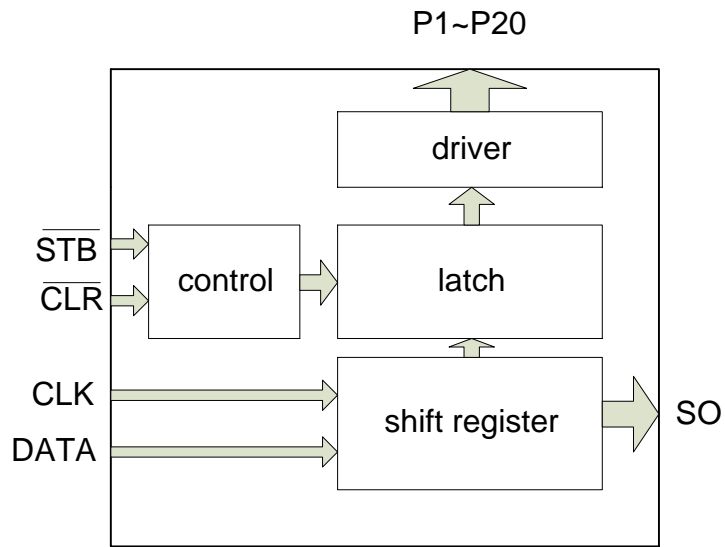 P1~P20
driver
STB
control
latch
CLR
CLK
shift register
SO
DATA